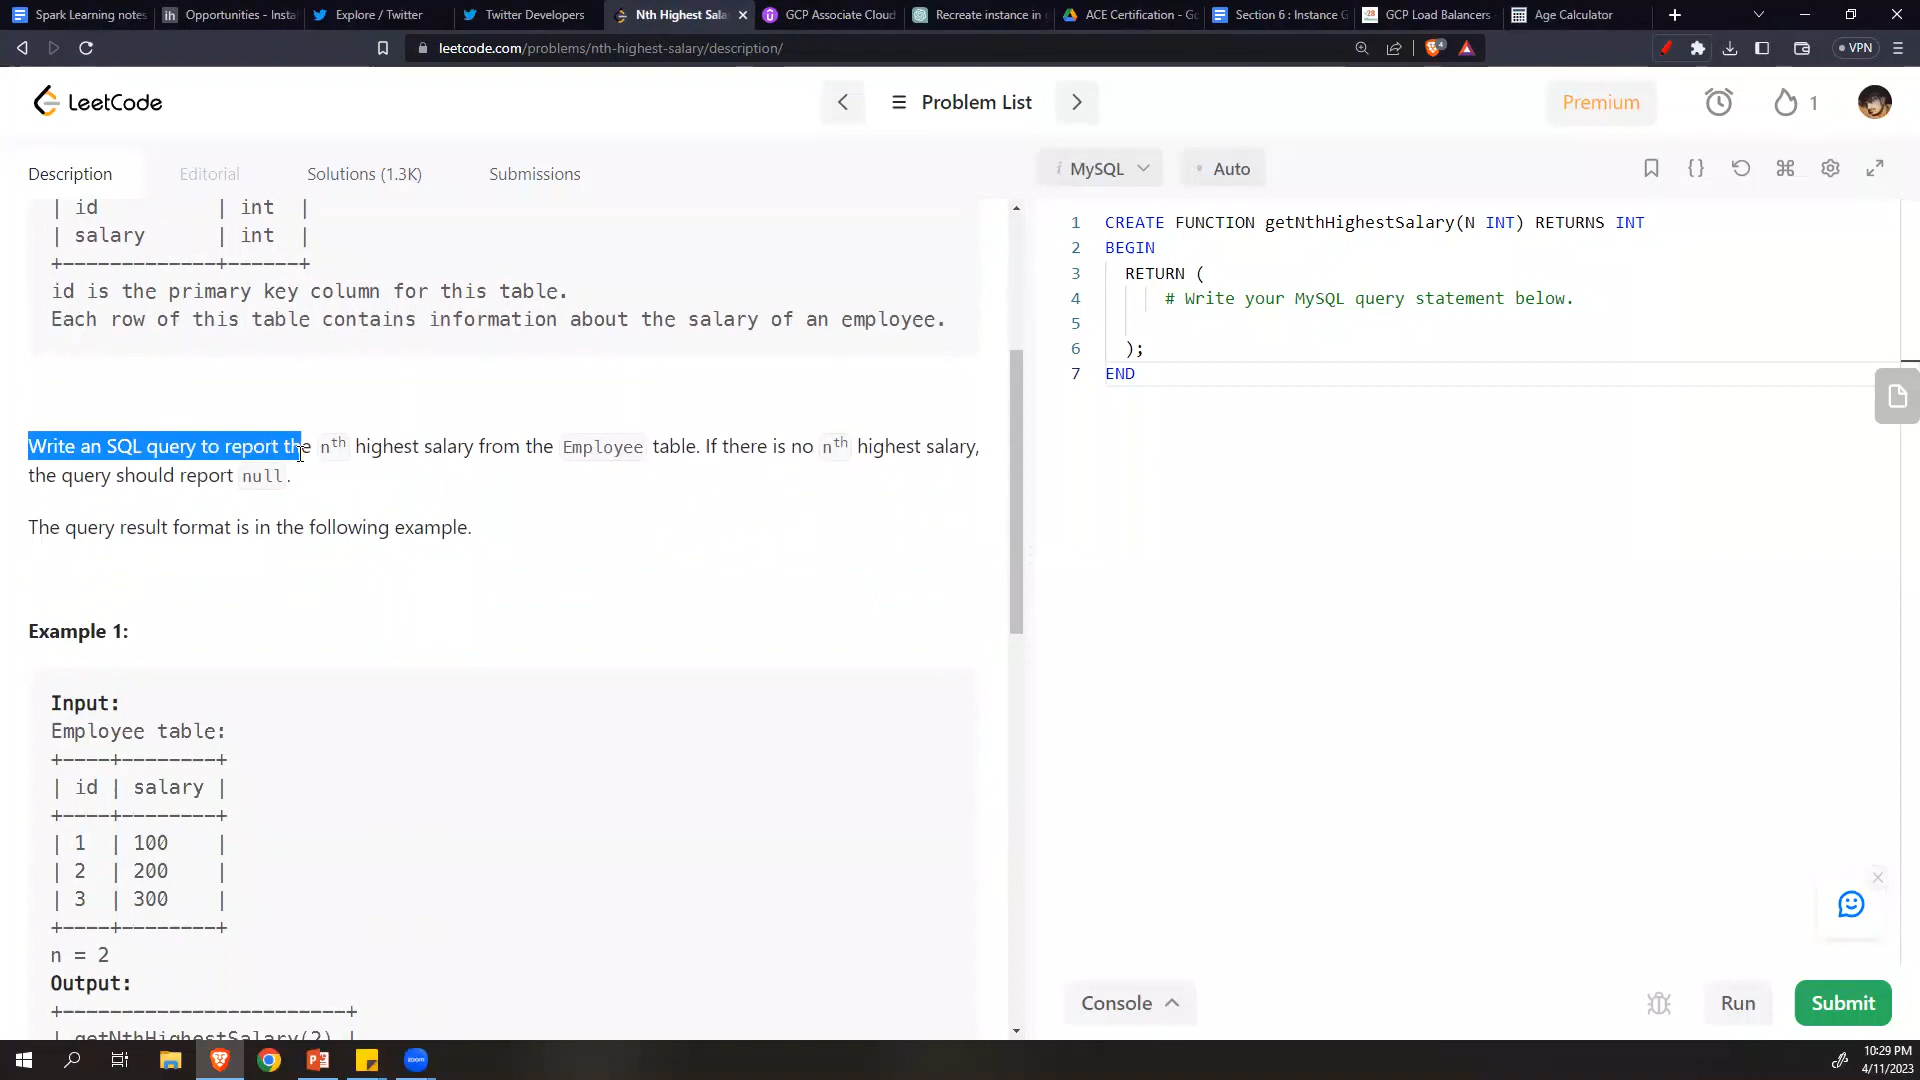 Spark Learning notes
Opportunities - Insta
Explore / Twitter
Twitter Developers
Nth Highest Sala
GCP Associate Cloud
Recreate instance in
ACE Certification - Go
Section 6 : Instance G
GCP Load Balancers
Age Calculator
leetcode.com/problems/nth-highest-salary/description/
VPN
LeetCode
Problem List
Premium
1
Description
Editorial
Solutions (1.3K)
Submissions
| id | int |
| salary | int |
+-------------+------+
id is the primary key column for this table.
Each row of this table contains information about the salary of an employee.
Write an SQL query to report the nth highest salary from the Employee table. If there is no nth highest salary,
the query should report null.
The query result format is in the following example.
Example 1:
Input:
Employee table:
+----+--------+
| id | salary |
+----+--------+
| 1 | 100 |
| 2 | 200 |
| 3 | 300 |
+----+--------+
n = 2
Output:
+------------------------+
| getNthHighestSalary(2) |
MySQL
Auto
1 CREATE FUNCTION getNthHighestSalary(N INT) RETURNS INT
2 BEGIN
3 RETURN (
4 # Write your MySQL query statement below.
5
6 );
7 END
Console
Run
Submit
zoom
10:29 PM
4/11/2023